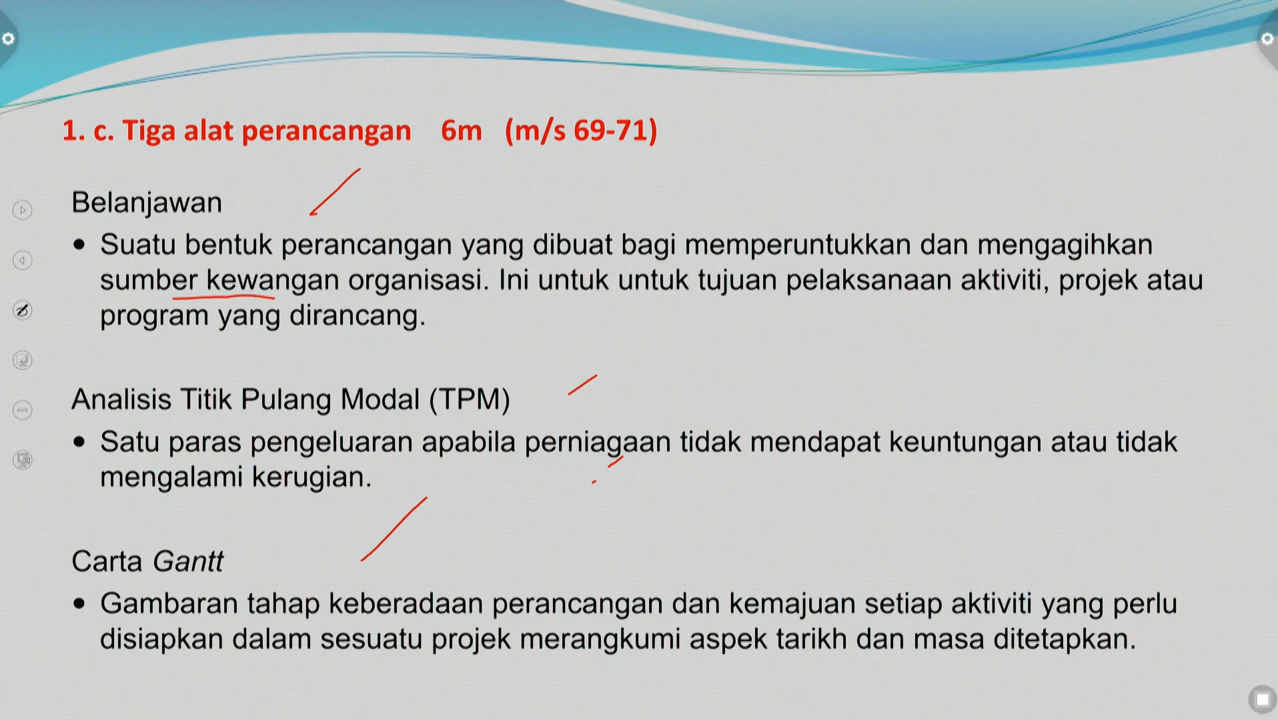 1. c. Tiga alat perancangan 6m (m/s 69-71)
Belanjawan
• Suatu bentuk perancangan yang dibuat bagi memperuntukkan dan mengagihkan
sumber kewangan organisasi. Ini untuk untuk tujuan pelaksanaan aktiviti, projek atau
program yang dirancang.
Analisis Titik Pulang Modal (TPM)
• Satu paras pengeluaran apabila perniagaan tidak mendapat keuntungan atau tidak
mengalami kerugian.
Carta Gantt
• Gambaran tahap keberadaan perancangan dan kemajuan setiap aktiviti yang perlu
disiapkan dalam sesuatu projek merangkumi aspek tarikh dan masa ditetapkan.